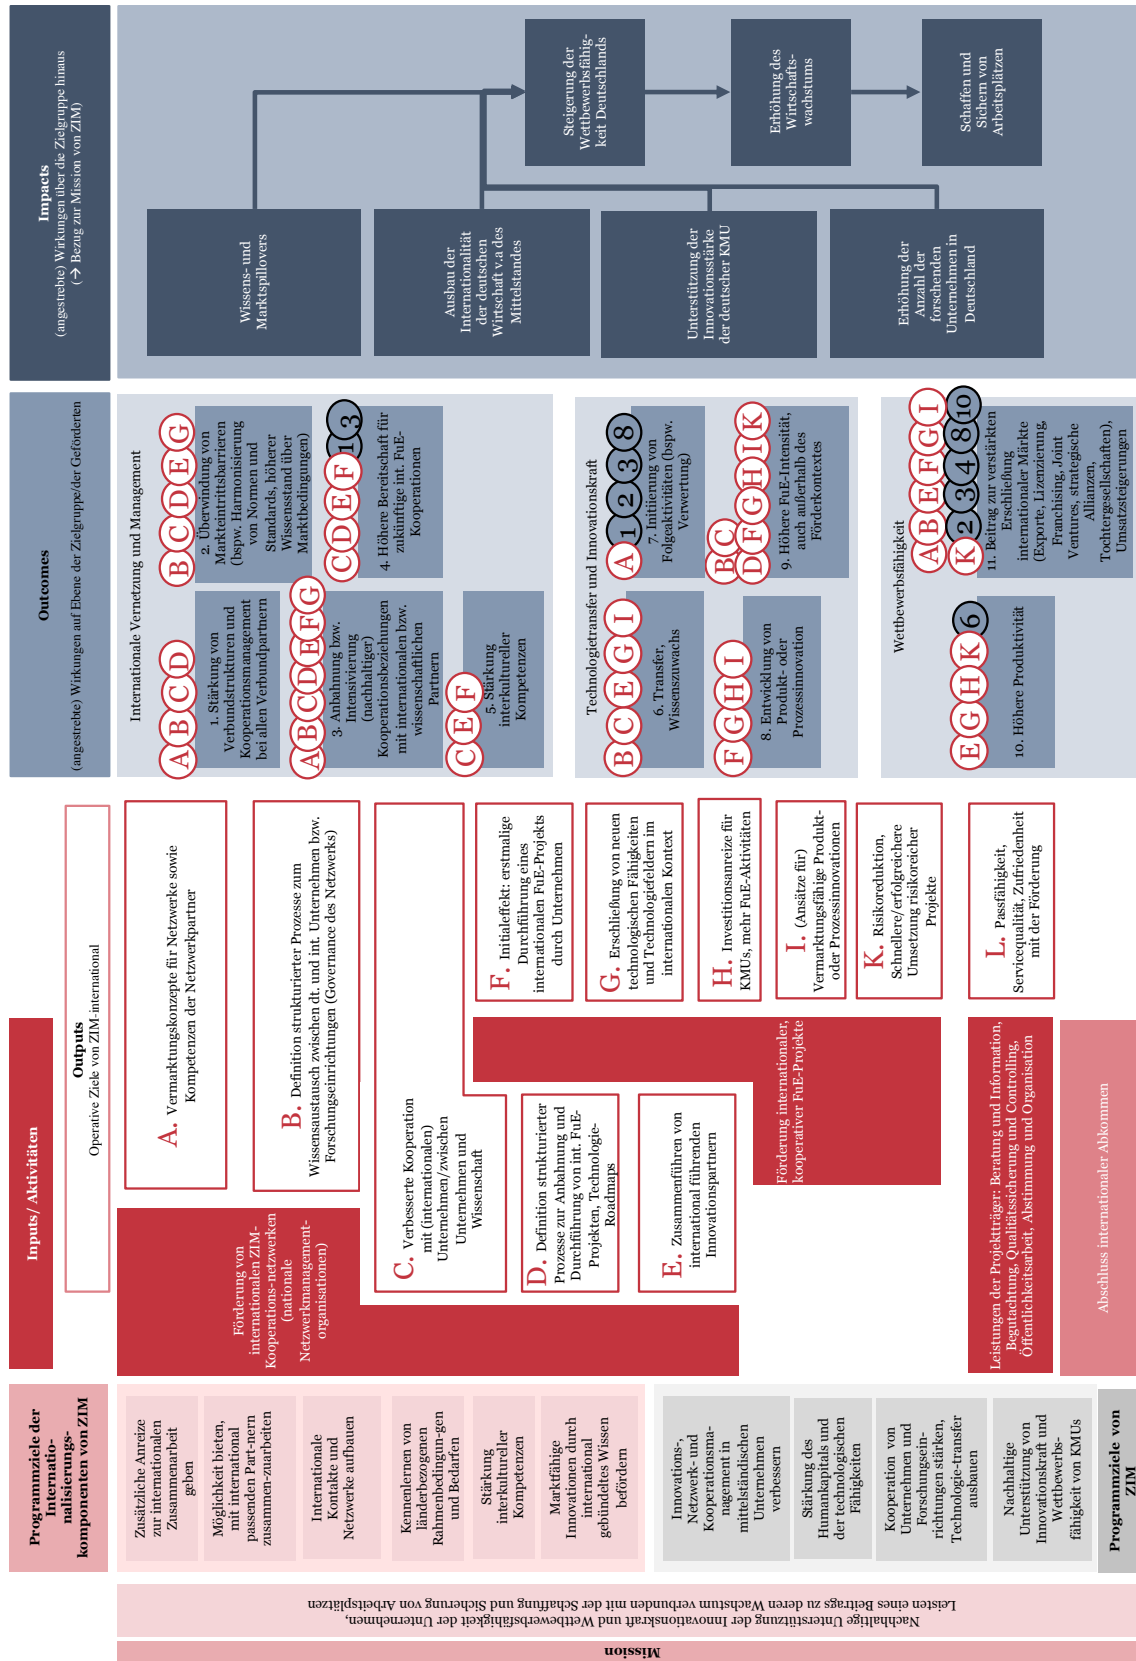 Mission
Nachhaltige Unterstützung der Innovationskraft und Wettbewerbsfähigkeit der Unternehmen,
Leisten eines Beitrags zu deren Wachstum verbunden mit der Schaffung und Sicherung von Arbeitsplätzen
Programmziele der
Internatio-
nalisierungs-
komponenten von ZIM
Zusätzliche Anreize
zur internationalen
Zusammenarbeit
geben
Möglichkeit bieten,
mit international
passenden Part-nern
zusammen-zuarbeiten
Internationale
Kontakte und
Netzwerke aufbauen
Kennenlernen von
länderbezogenen
Rahmenbedingun-gen
und Bedarfen
Stärkung
interkultureller
Kompetenzen
Marktfähige
Innovationen durch
international
gebündeltes Wissen
befördern
Innovations-,
Netzwerk- und
Kooperationsma-
nagement in
mittelständischen
Unternehmen
verbessern
Stärkung des
Humankapitals und
der technologischen
Fähigkeiten
Kooperation von
Unternehmen und
Forschungsein-
richtungen stärken,
Technologie-transfer
ausbauen
Nachhaltige
Unterstützung von
Innovationskraft und
Wettbewerbs-
fähigkeit von KMUs
Programmziele von
ZIM
Inputs/ Aktivitäten
Förderung von
internationalen ZIM-
Kooperations-netzwerken
(nationale
Netzwerkmanagement-
organisationen)
Förderung internationaler,
kooperativer FuE-Projekte
Leistungen der Projektträger: Beratung und Information,
Begutachtung, Qualitätssicherung und Controlling,
Öffentlichkeitsarbeit, Abstimmung und Organisation
Abschluss internationaler Abkommen
Outputs
Operative Ziele von ZIM-international
A. Vermarktungskonzepte für Netzwerke sowie
Kompetenzen der Netzwerkpartner
B. Definition strukturierter Prozesse zum
Wissensaustausch zwischen dt. und int. Unternehmen bzw.
Forschungseinrichtungen (Governance des Netzwerks)
C. Verbesserte Kooperation
mit (internationalen)
Unternehmen/zwischen
Unternehmen und
Wissenschaft
D. Definition strukturierter
Prozesse zur Anbahnung und
Durchführung von int. FuE-
Projekten, Technologie-
Roadmaps
E. Zusammenführen von
international führenden
Innovationspartnern
F. Initialeffekt: erstmalige
Durchführung eines
internationalen FuE-Projekts
durch Unternehmen
G. Erschließung von neuen
technologischen Fähigkeiten
und Technologiefeldern im
internationalen Kontext
H. Investitionsanreize für
KMUs, mehr FuE-Aktivitäten
I. (Ansätze für)
Vermarktungsfähige Produkt-
oder Prozessinnovationen
K. Risikoreduktion,
Schnellere/erfolgreichere
Umsetzung risikoreicher
Projekte
L. Passfähigkeit,
Servicequalität, Zufriedenheit
mit der Förderung
Outcomes
(angestrebte) Wirkungen auf Ebene der Zielgruppe/der Geförderten
Internationale Vernetzung und Management
A B C D
1. Stärkung von
Verbundstrukturen und
Kooperationsmanagement
bei allen Verbundpartnern
B C D E G
2. Überwindung von
Markteintrittsbarrieren
(bspw. Harmonisierung
von Normen und
Standards, höherer
Wissensstand über
Marktbedingungen)
A B C D E F G
3. Anbahnung bzw.
Intensivierung
(nachhaltiger)
Kooperationsbeziehungen
mit internationalen bzw.
wissenschaftlichen
Partnern
C D E F 1 3
4. Höhere Bereitschaft für
zukünftige int. FuE-
Kooperationen
C E F
5. Stärkung
interkultureller
Kompetenzen
Technologietransfer und Innovationskraft
B C E G I
6. Transfer,
Wissenszuwachs
A 1 2 3 8
7. Initiierung von
Folgeaktivitäten (bspw.
Verwertung)
F G H I
8. Entwicklung von
Produkt- oder
Prozessinnovation
B C
D F G H I K
9. Höhere FuE-Intensität,
auch außerhalb des
Förderkontextes
Wettbewerbsfähigkeit
E G H K 6
10. Höhere Produktivität
A B E F G I
K 2 3 4 8 10
11. Beitrag zur verstärkten
Erschließung
internationaler Märkte
(Exporte, Lizenzierung,
Franchising, Joint
Ventures, strategische
Allianzen,
Tochtergesellschaften),
Umsatzsteigerungen
Impacts
(angestrebte) Wirkungen über die Zielgruppe hinaus
(→ Bezug zur Mission von ZIM)
Wissens- und
Marktspillovers
Ausbau der
Internationalität
der deutschen
Wirtschaft v.a des
Mittelstandes
Unterstützung der
Innovationsstärke
der deutscher KMU
Erhöhung der
Anzahl der
forschenden
Unternehmen in
Deutschland
Steigerung der
Wettbewerbsfähig-
keit Deutschlands
Erhöhung des
Wirtschafts-
wachstums
Schaffen und
Sichern von
Arbeitsplätzen